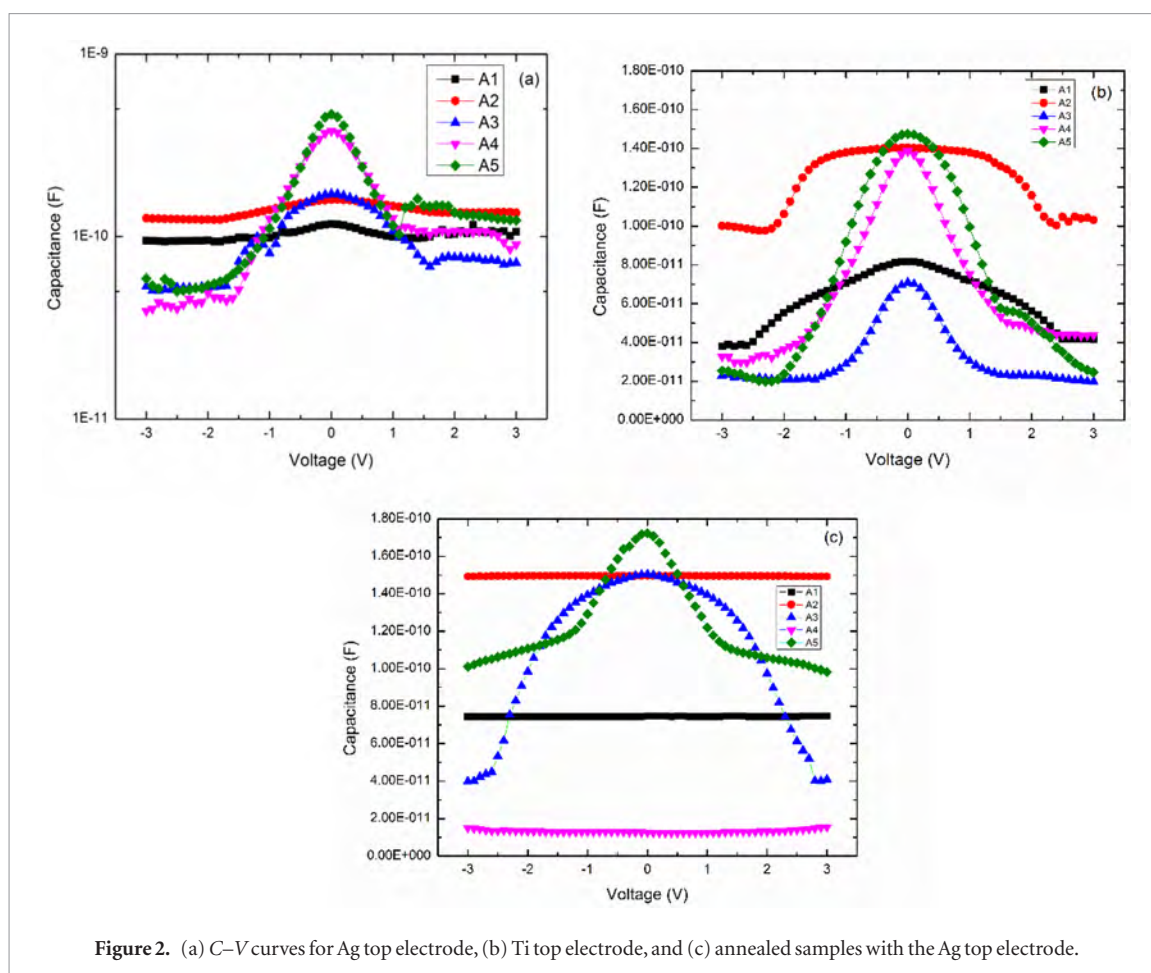 1E-9
1E-10
1E-11
Capacitance (F)
-3 -2 -1 0 1 2 3
Voltage (V)
A1
A2
A3
A4
A5
(a)
1.80E-010
1.60E-010
1.40E-010
1.20E-010
1.00E-010
8.00E-011
6.00E-011
4.00E-011
2.00E-011
0.00E+000
Capacitance (F)
-3 -2 -1 0 1 2 3
Voltage (V)
A1
A2
A3
A4
A5
(b)
1.80E-010
1.60E-010
1.40E-010
1.20E-010
1.00E-010
8.00E-011
6.00E-011
4.00E-011
2.00E-011
0.00E+000
Capacitance (F)
-3 -2 -1 0 1 2 3
Voltage (V)
A1
A2
A3
A4
A5
(c)
Figure 2. (a) C–V curves for Ag top electrode, (b) Ti top electrode, and (c) annealed samples with the Ag top electrode.